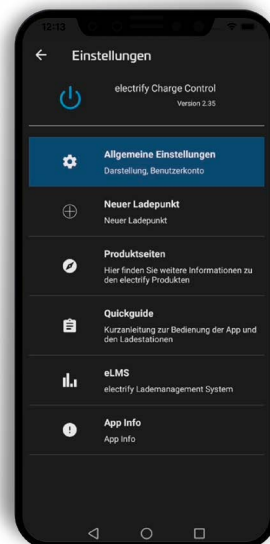 12:13
Einstellungen
electrify Charge Control
Version 2.35
Allgemeine Einstellungen
Darstellung, Benutzerkonto
Neuer Ladepunkt
Neuer Ladepunkt
Produktseiten
Hier finden Sie weitere Informationen zu
den electrify Produkten
Quickguide
Kurzanleitung zur Bedienung der App und
den Ladestationen
eLMS
electrify Lademanagement System
App Info
App Info